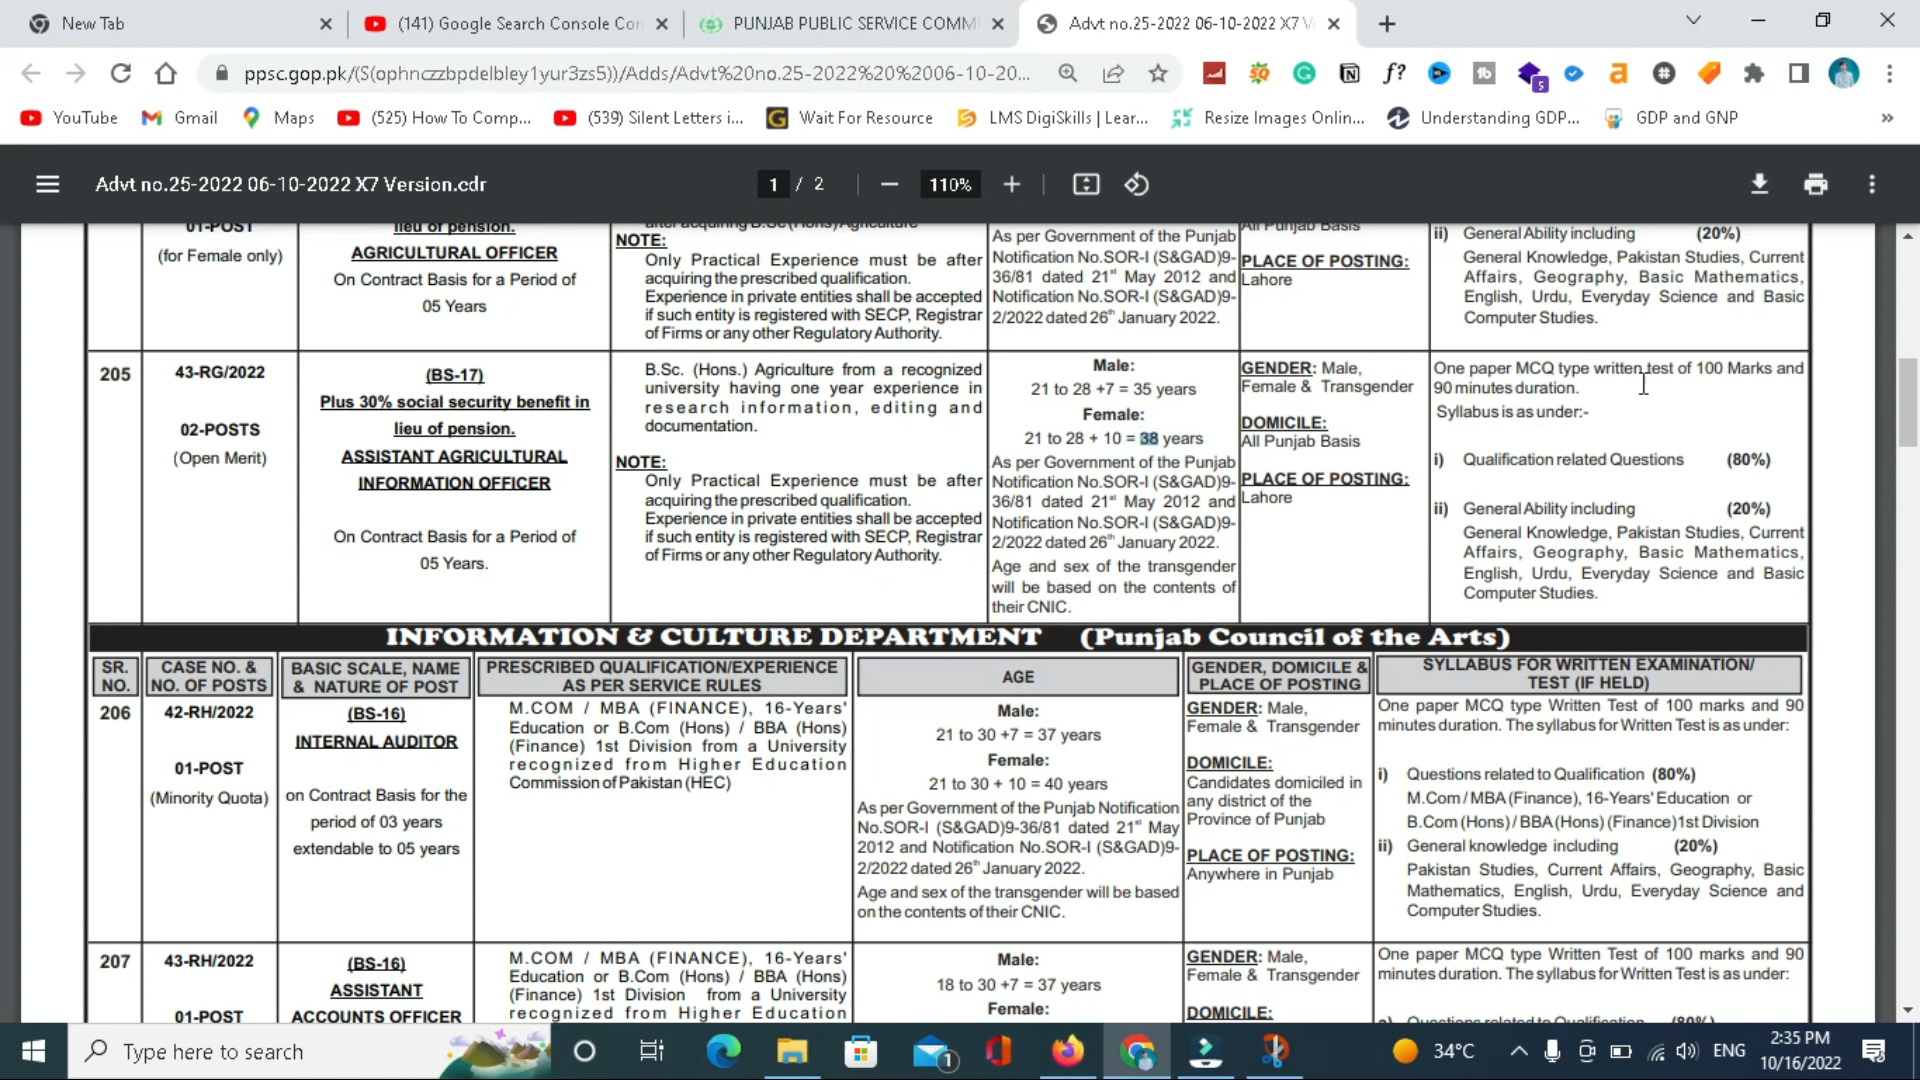 New Tab
(141) Google Search Console Con
PUNJAB PUBLIC SERVICE COMMI
Advt no.25-2022 06-10-2022 X7 V
ppsc.gop.pk/(S(ophnczzbpdelbley1yur3zs5))/Adds/Advt%20no.25-2022%20%2006-10-20...
YouTube
Gmail
Maps
(525) How To Comp...
(539) Silent Letters i...
Wait For Resource
LMS DigiSkills | Lear...
Resize Images Onlin...
Understanding GDP...
GDP and GNP
Advt no.25-2022 06-10-2022 X7 Version.cdr
1 / 2
110%
01-POST
(for Female only)
lieu of pension.
AGRICULTURAL OFFICER
On Contract Basis for a Period of
05 Years
after acquiring B.Sc (Hons) Agriculture
NOTE:
Only Practical Experience must be after
acquiring the prescribed qualification.
Experience in private entities shall be accepted
if such entity is registered with SECP, Registrar
of Firms or any other Regulatory Authority.
As per Government of the Punjab
Notification No.SOR-I (S&GAD)9-
36/81 dated 21st May 2012 and
Notification No.SOR-I (S&GAD)9-
2/2022 dated 26th January 2022.
All Punjab Basis
PLACE OF POSTING:
Lahore
ii) General Ability including (20%)
General Knowledge, Pakistan Studies, Current
Affairs, Geography, Basic Mathematics,
English, Urdu, Everyday Science and Basic
Computer Studies.
205
43-RG/2022
02-POSTS
(Open Merit)
(BS-17)
Plus 30% social security benefit in
lieu of pension.
ASSISTANT AGRICULTURAL
INFORMATION OFFICER
On Contract Basis for a Period of
05 Years.
B.Sc. (Hons.) Agriculture from a recognized
university having one year experience in
research information, editing and
documentation.
NOTE:
Only Practical Experience must be after
acquiring the prescribed qualification.
Experience in private entities shall be accepted
if such entity is registered with SECP, Registrar
of Firms or any other Regulatory Authority.
Male:
21 to 28 +7 = 35 years
Female:
21 to 28 + 10 = 38 years
As per Government of the Punjab
Notification No.SOR-I (S&GAD)9-
36/81 dated 21st May 2012 and
Notification No.SOR-I (S&GAD)9-
2/2022 dated 26th January 2022.
Age and sex of the transgender
will be based on the contents of
their CNIC.
GENDER: Male,
Female & Transgender
DOMICILE:
All Punjab Basis
PLACE OF POSTING:
Lahore
One paper MCQ type written test of 100 Marks and
90 minutes duration.
Syllabus is as under:-
i) Qualification related Questions (80%)
ii) General Ability including (20%)
General Knowledge, Pakistan Studies, Current
Affairs, Geography, Basic Mathematics,
English, Urdu, Everyday Science and Basic
Computer Studies.
INFORMATION & CULTURE DEPARTMENT (Punjab Council of the Arts)
SR.
NO.
CASE NO. &
NO. OF POSTS
BASIC SCALE, NAME
& NATURE OF POST
PRESCRIBED QUALIFICATION/EXPERIENCE
AS PER SERVICE RULES
AGE
GENDER, DOMICILE &
PLACE OF POSTING
SYLLABUS FOR WRITTEN EXAMINATION/
TEST (IF HELD)
206
42-RH/2022
01-POST
(Minority Quota)
(BS-16)
INTERNAL AUDITOR
on Contract Basis for the
period of 03 years
extendable to 05 years
M.COM / MBA (FINANCE), 16-Years'
Education or B.Com (Hons) / BBA (Hons)
(Finance) 1st Division from a University
recognized from Higher Education
Commission of Pakistan (HEC)
Male:
21 to 30 +7 = 37 years
Female:
21 to 30 + 10 = 40 years
As per Government of the Punjab Notification
No.SOR-I (S&GAD)9-36/81 dated 21st May
2012 and Notification No.SOR-I (S&GAD)9-
2/2022 dated 26th January 2022.
Age and sex of the transgender will be based
on the contents of their CNIC.
GENDER: Male,
Female & Transgender
DOMICILE:
Candidates domiciled in
any district of the
Province of Punjab
PLACE OF POSTING:
Anywhere in Punjab
One paper MCQ type Written Test of 100 marks and 90
minutes duration. The syllabus for Written Test is as under:
i) Questions related to Qualification (80%)
M.Com / MBA (Finance), 16-Years' Education or
B.Com (Hons) / BBA (Hons) (Finance)1st Division
ii) General knowledge including (20%)
Pakistan Studies, Current Affairs, Geography, Basic
Mathematics, English, Urdu, Everyday Science and
Computer Studies.
207
43-RH/2022
01-POST
(BS-16)
ASSISTANT
ACCOUNTS OFFICER
M.COM / MBA (FINANCE), 16-Years'
Education or B.Com (Hons) / BBA (Hons)
(Finance) 1st Division from a University
recognized from Higher Education
Male:
18 to 30 +7 = 37 years
Female:
GENDER: Male,
Female & Transgender
DOMICILE:
One paper MCQ type Written Test of 100 marks and 90
minutes duration. The syllabus for Written Test is as under:
Type here to search
1
34°C
ENG
2:35 PM
10/16/2022